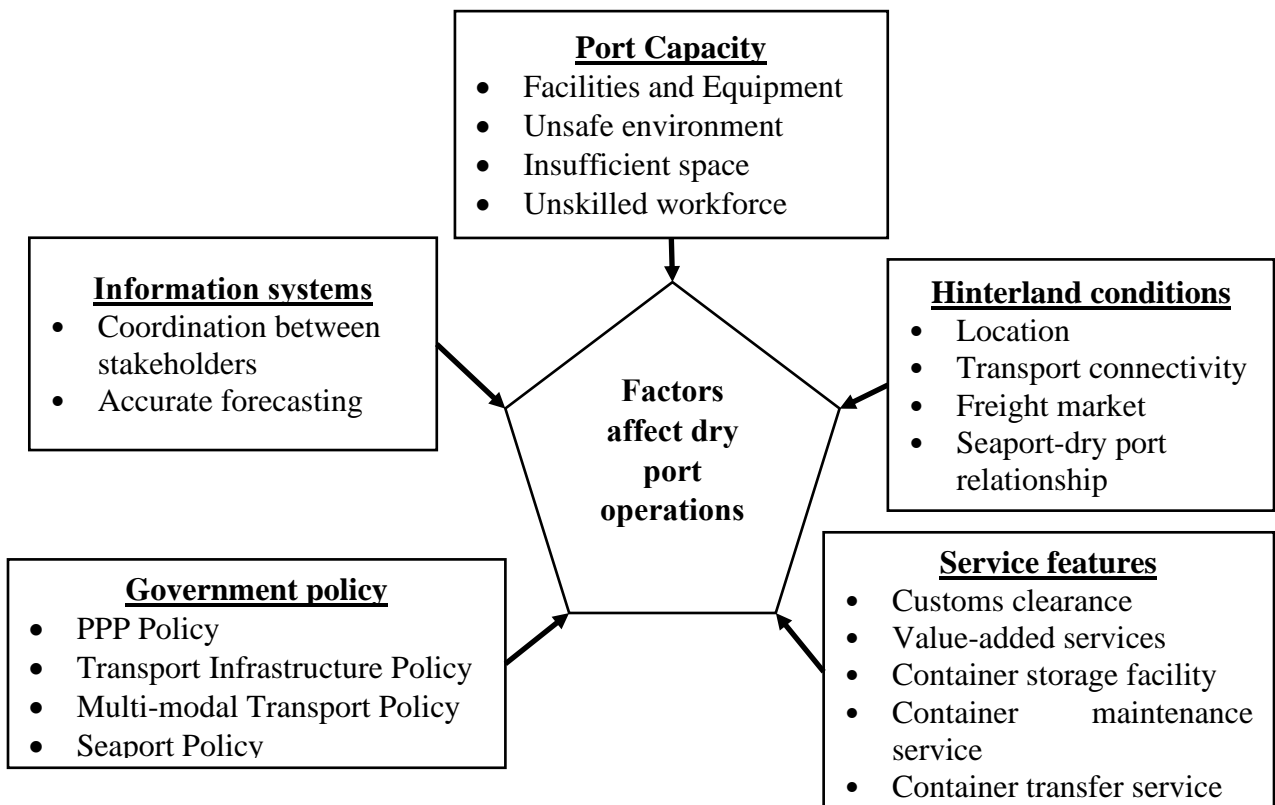 Port Capacity
• Facilities and Equipment
• Unsafe environment
• Insufficient space
• Unskilled workforce
Information systems
• Coordination between
stakeholders
• Accurate forecasting
Hinterland conditions
• Location
• Transport connectivity
• Freight market
• Seaport-dry port
relationship
Factors
affect dry
port
operations
Government policy
• PPP Policy
• Transport Infrastructure Policy
• Multi-modal Transport Policy
• Seaport Policy
Service features
• Customs clearance
• Value-added services
• Container storage facility
• Container maintenance
service
• Container transfer service